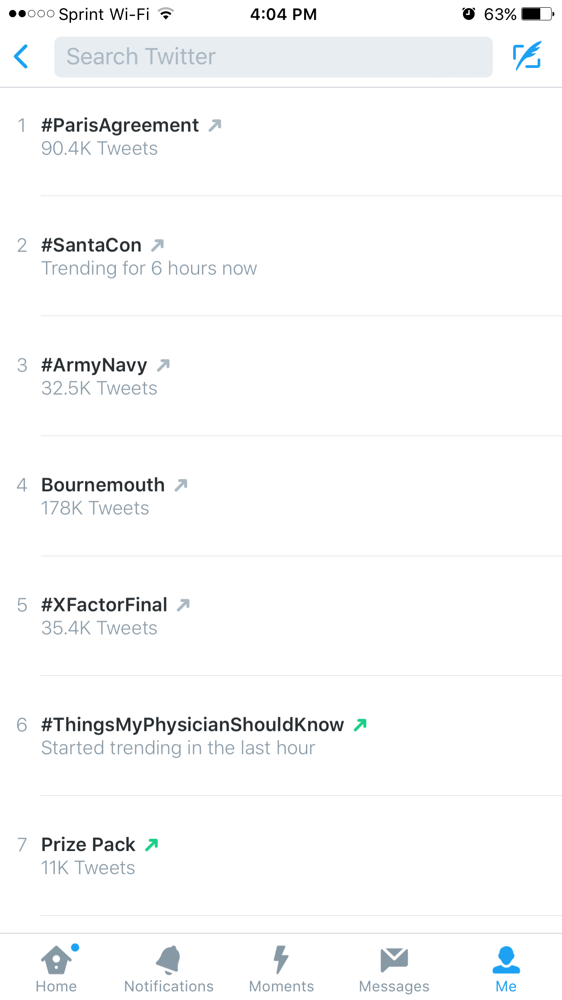 Sprint Wi-Fi 4:04 PM 63%
Search Twitter
1 #ParisAgreement
90.4K Tweets
2 #SantaCon
Trending for 6 hours now
3 #ArmyNavy
32.5K Tweets
4 Bournemouth
178K Tweets
5 #XFactorFinal
35.4K Tweets
6 #ThingsMyPhysicianShouldKnow
Started trending in the last hour
7 Prize Pack
11K Tweets
Home Notifications Moments Messages Me